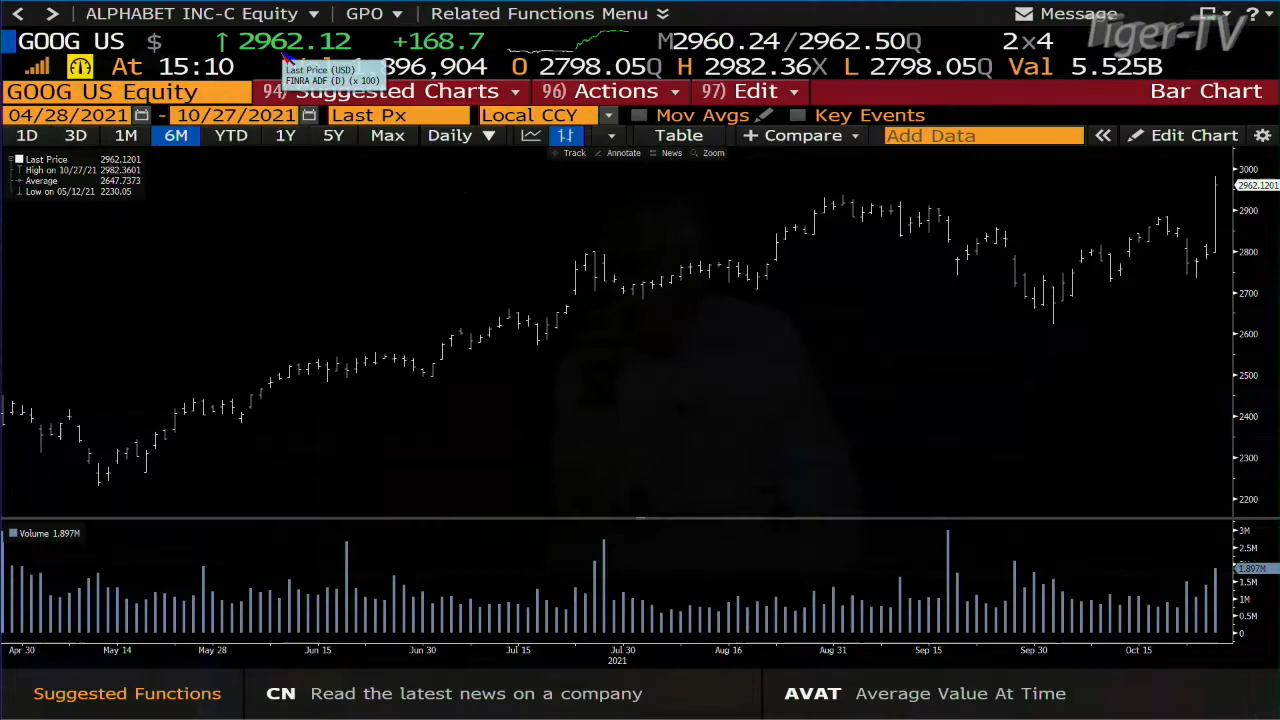 < > ALPHABET INC-C Equity GPO Related Functions Menu Message ?
Tiger-TV
GOOG US $ ↑ 2962.12 +168.7 M2960.24/2962.50Q 2x4
At 15:10 896,904 O 2798.05Q H 2982.36X L 2798.05Q Val 5.525B
Last Price (USD)
FINRA ADF (D) (x 100)
GOOG US Equity 94) Suggested Charts 96) Actions 97) Edit Bar Chart
04/28/2021 - 10/27/2021 Last Px Local CCY Mov Avgs Key Events
1D 3D 1M 6M YTD 1Y 5Y Max Daily ▼ Table + Compare Add Data « Edit Chart
Track Annotate News Zoom
Last Price 2962.1201
High on 10/27/21 2982.3601
Average 2647.7373
Low on 05/12/21 2230.05
3000
2962.1201
2900
2800
2700
2600
2500
2400
2300
2200
Volume 1.897M
3M
2.5M
1.897M
1.5M
1M
0.5M
0
Apr 30 May 14 May 28 Jun 15 Jun 30 Jul 15 Jul 30 Aug 16 Aug 31 Sep 15 Sep 30 Oct 15
2021
Suggested Functions CN Read the latest news on a company AVAT Average Value At Time